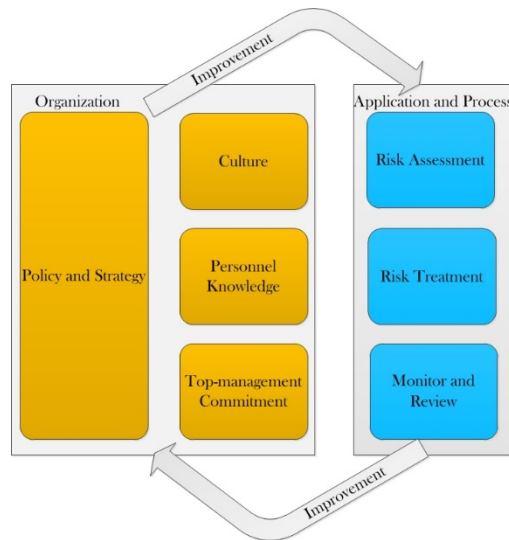 Improvement
Organization
Policy and Strategy
Culture
Personnel
Knowledge
Top-management
Commitment
Application and Process
Risk Assessment
Risk Treatment
Monitor and
Review
Improvement